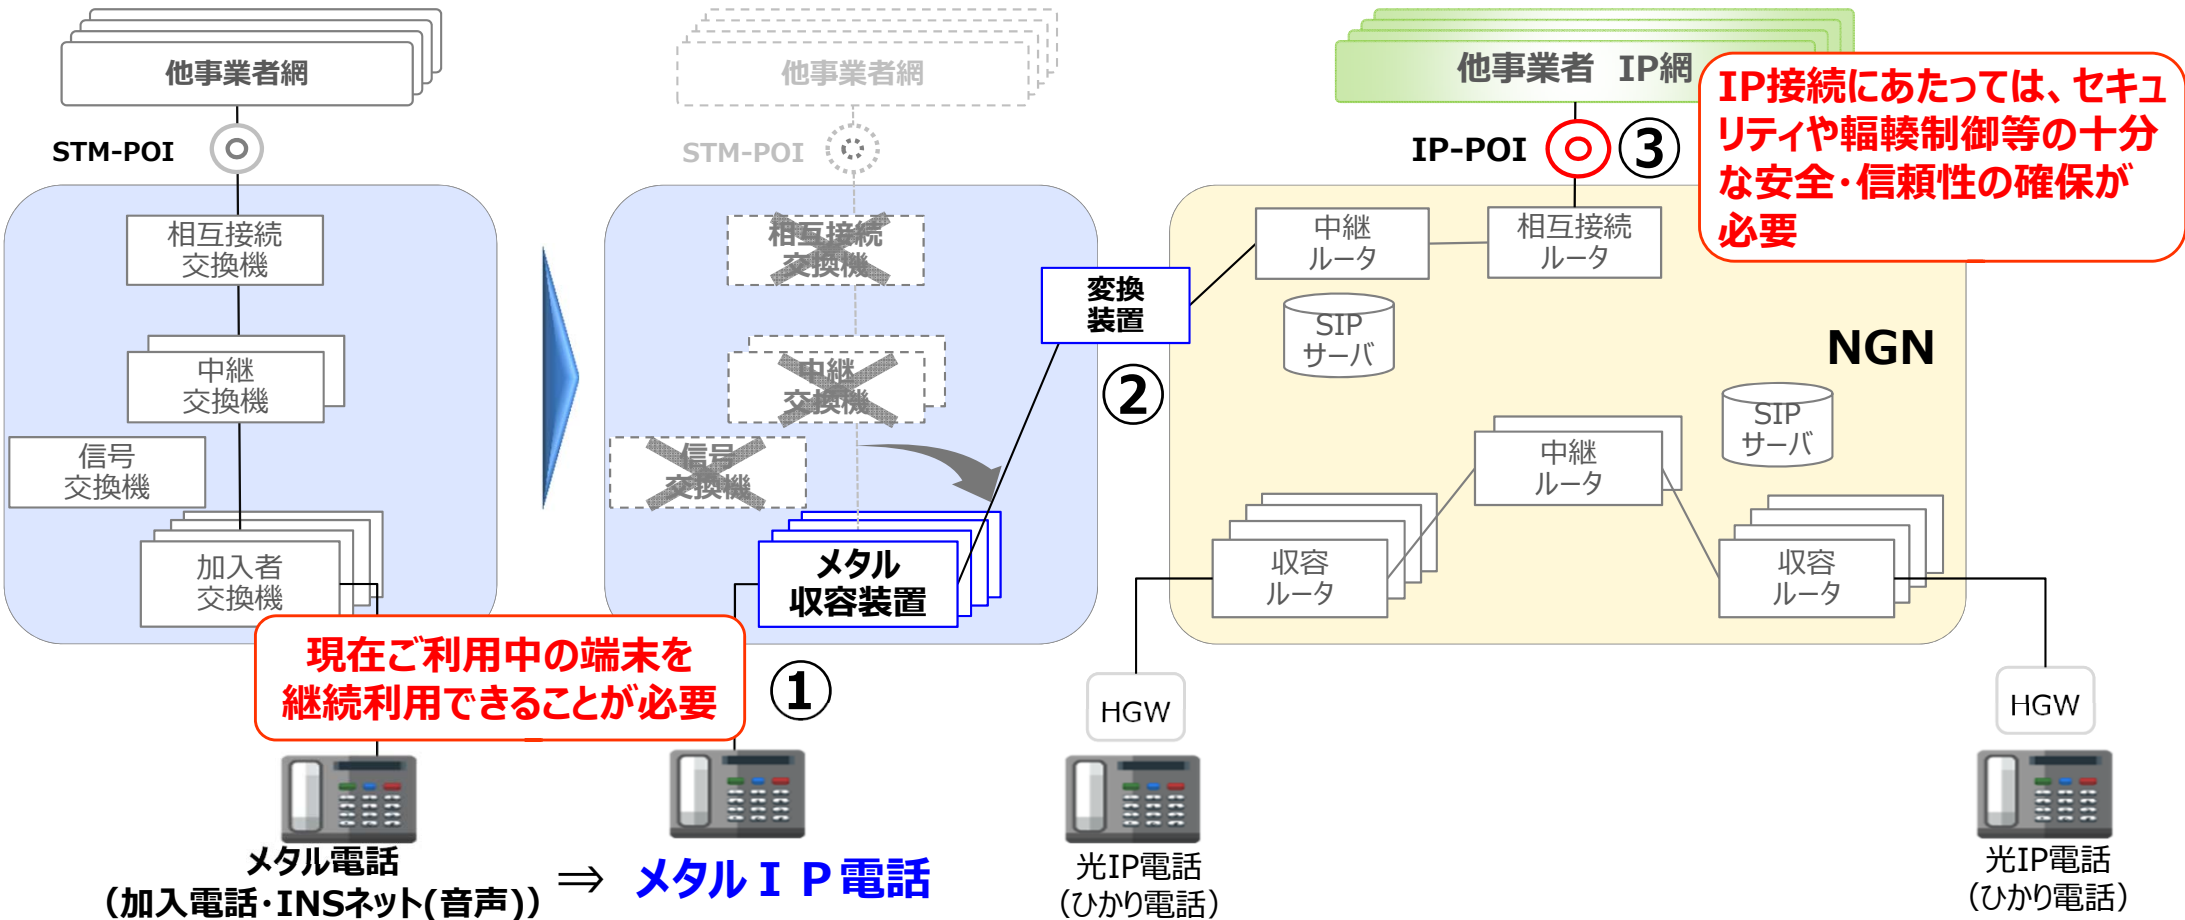 他事業者網
STM-POI
相互接続
交換機
中継
交換機
信号
交換機
加入者
交換機
現在ご利用中の端末を
継続利用できることが必要
①
メタル電話
（加入電話･INSネット(音声)）
⇒
メタルＩＰ電話
他事業者網
STM-POI
相互接続
交換機
中継
交換機
信号
交換機
メタル
収容装置
変換
装置
②
他事業者 IP網
IP-POI
③
IP接続にあたっては、セキュ
リティや輻輳制御等の十分
な安全･信頼性の確保が
必要
中継
ルータ
相互接続
ルータ
SIP
サーバ
NGN
SIP
サーバ
中継
ルータ
収容
ルータ
収容
ルータ
HGW
光IP電話
（ひかり電話）
HGW
光IP電話
（ひかり電話）